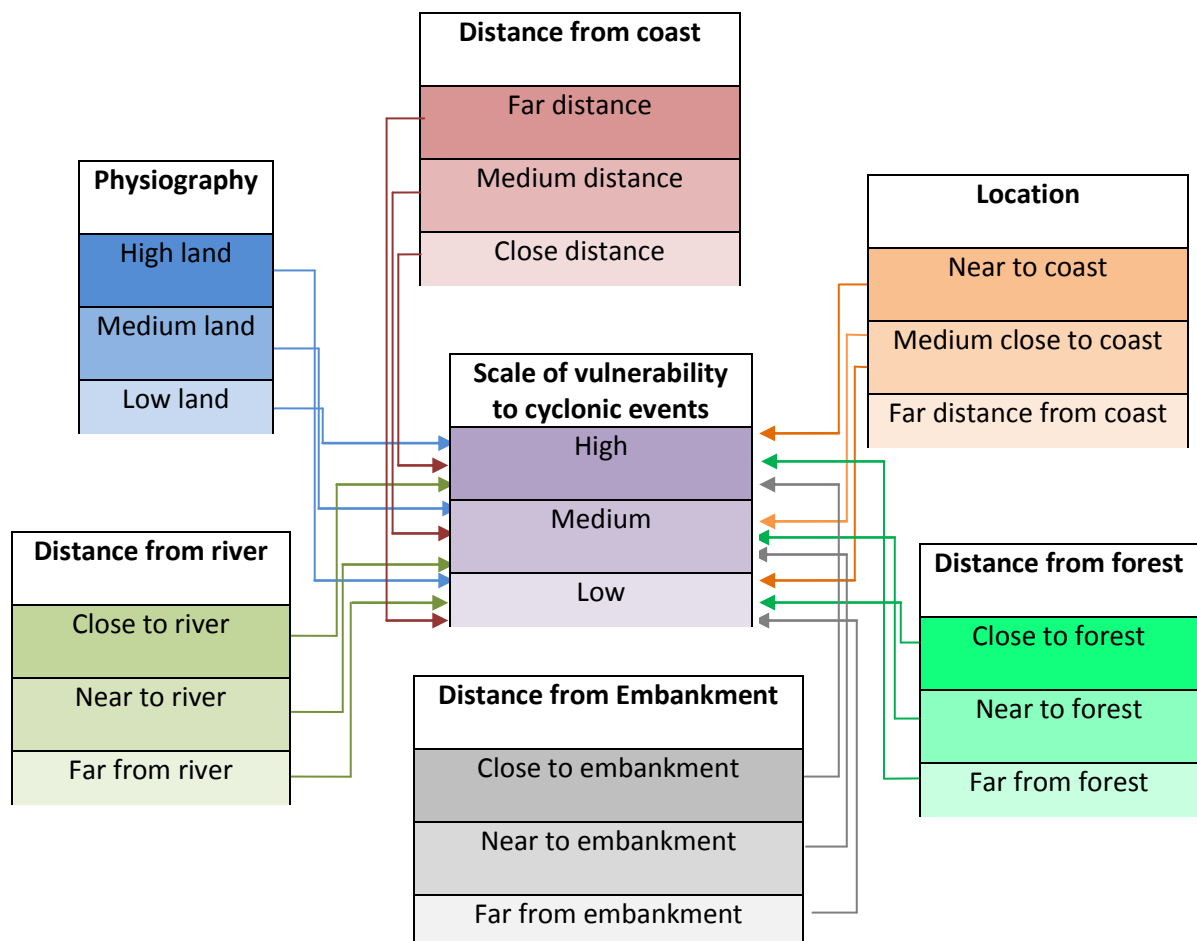 Distance from coast
Far distance
Medium distance
Close distance
Physiography
High land
Medium land
Low land
Location
Near to coast
Medium close to coast
Far distance from coast
Scale of vulnerability
to cyclonic events
High
Medium
Low
Distance from river
Close to river
Near to river
Far from river
Distance from forest
Close to forest
Near to forest
Far from forest
Distance from Embankment
Close to embankment
Near to embankment
Far from embankment